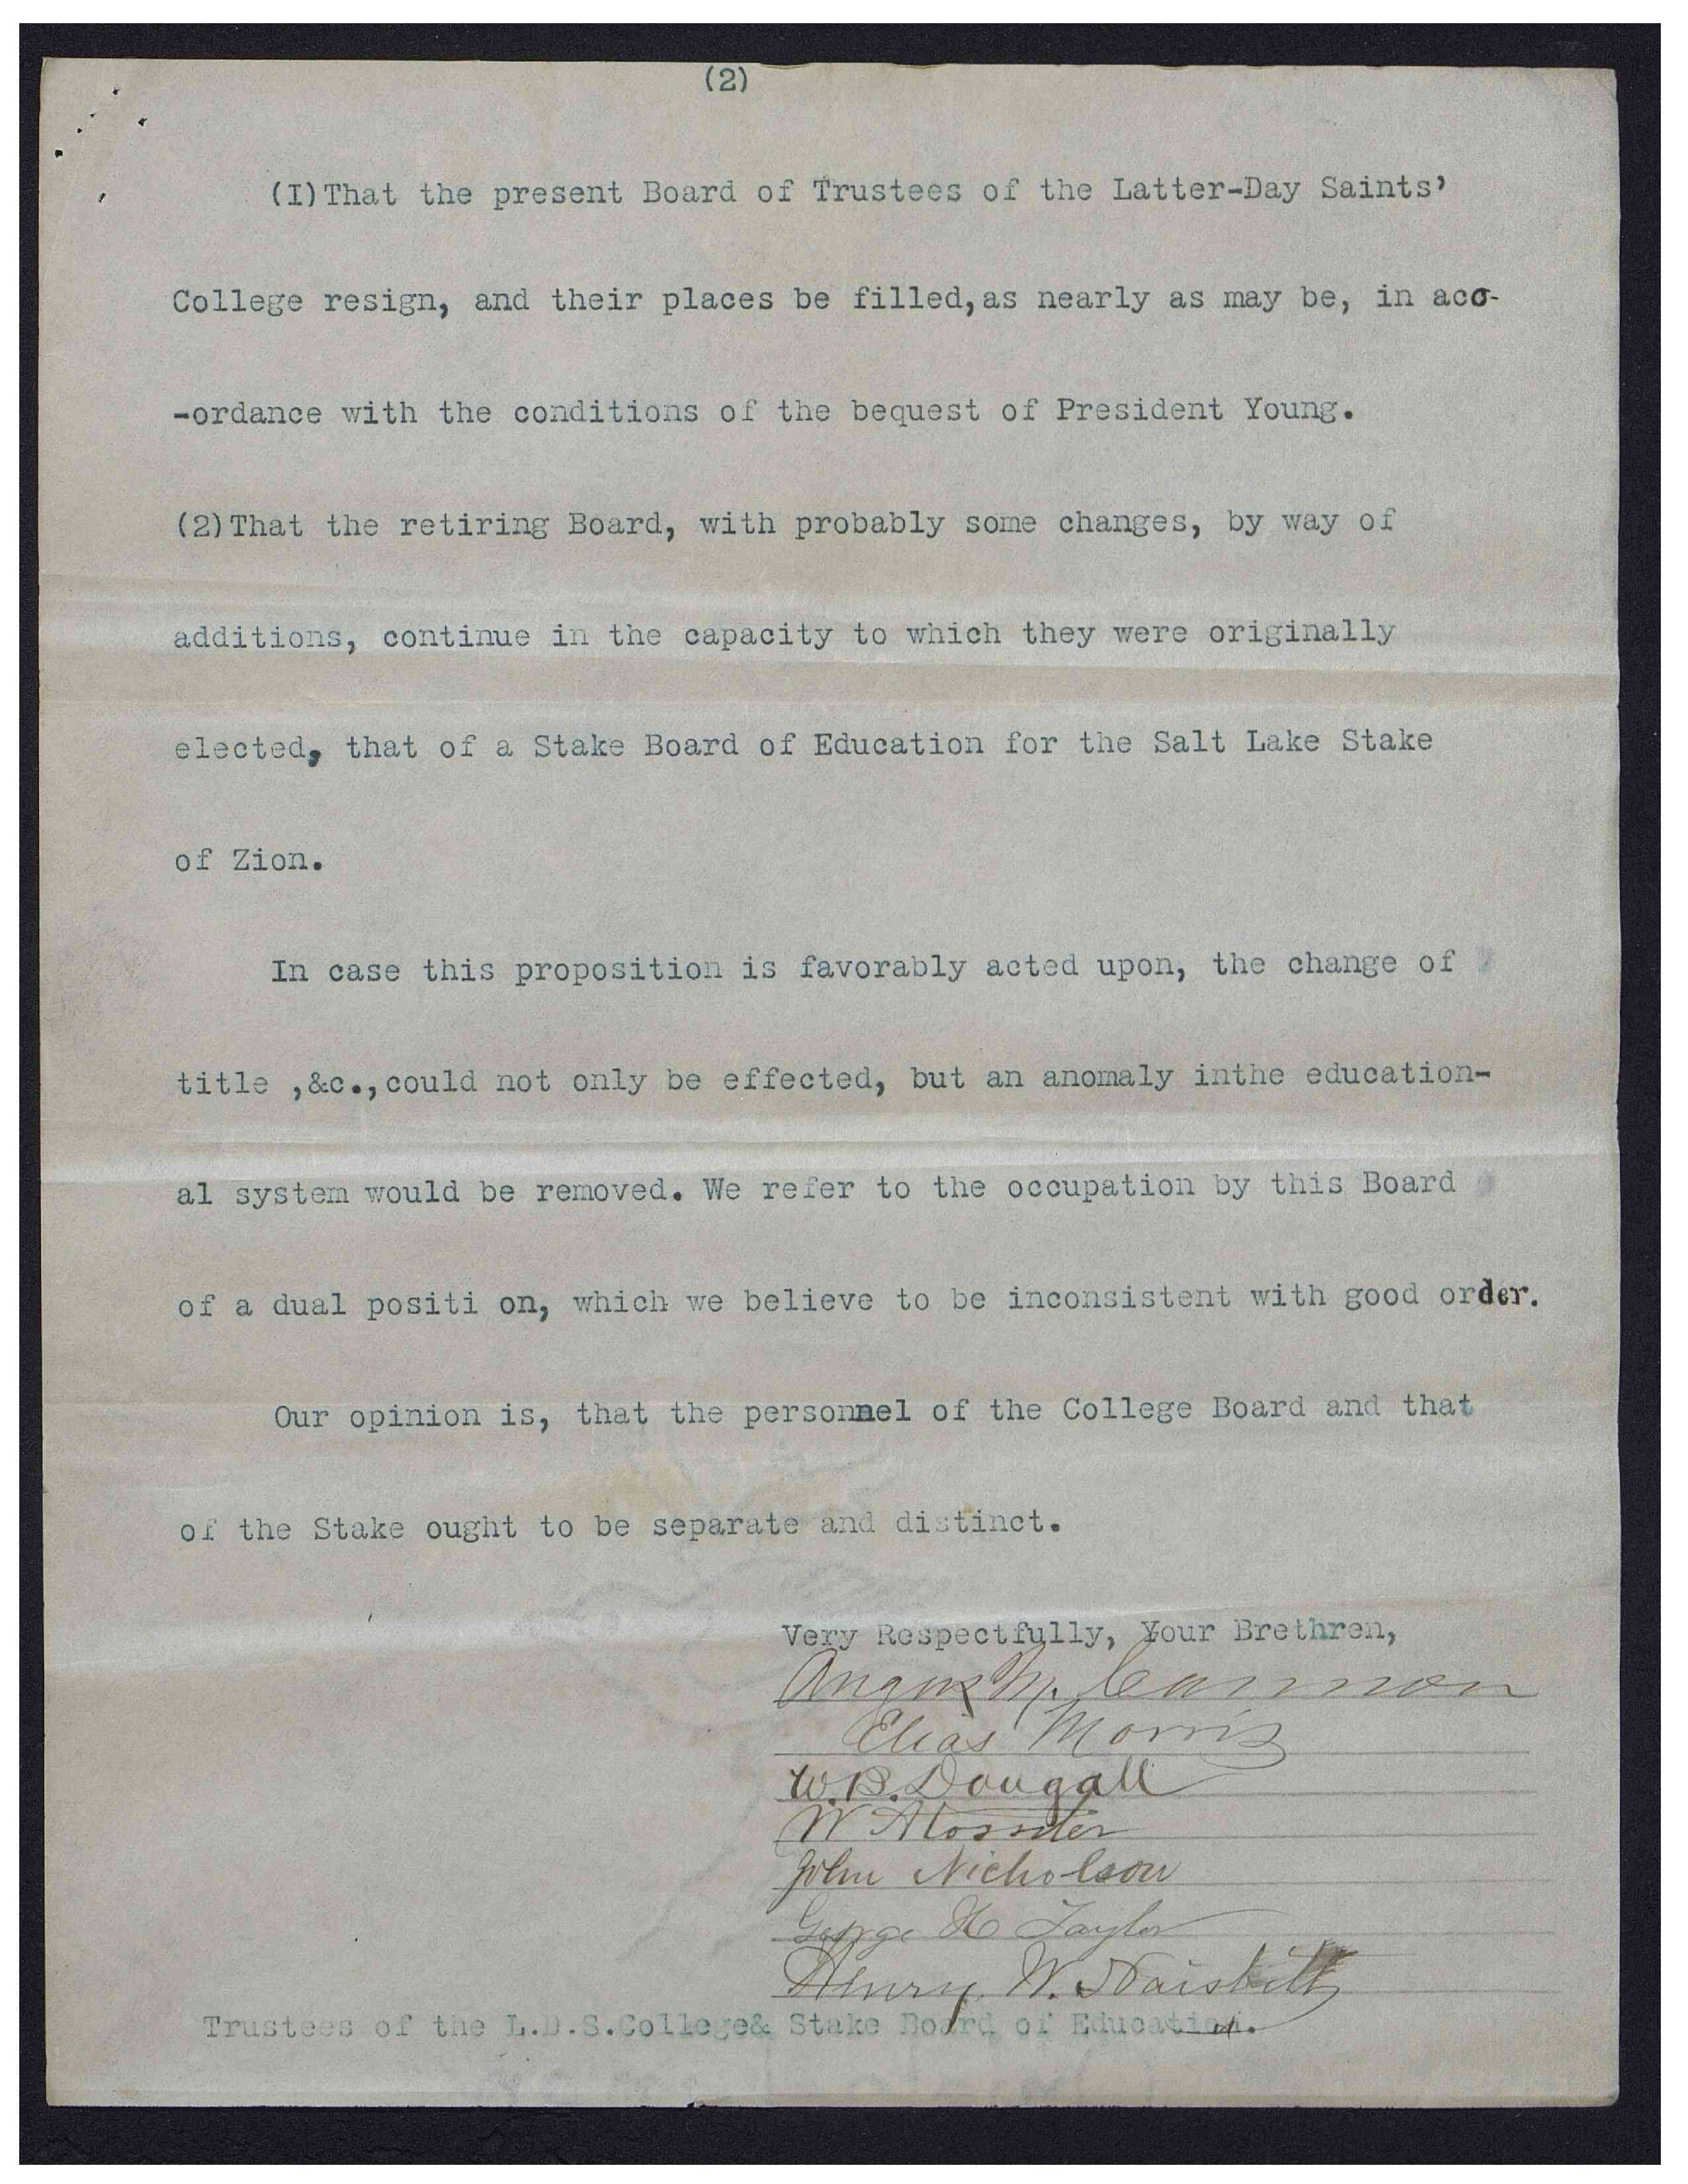 (2)
(I)That the present Board of Trustees of the Latter-Day Saints'
College resign, and their places be filled,as nearly as may be, in acc-
-ordance with the conditions of the bequest of President Young.
(2)That the retiring Board, with probably some changes, by way of
additions, continue in the capacity to which they were originally
elected, that of a Stake Board of Education for the Salt Lake Stake
of Zion.
In case this proposition is favorably acted upon, the change of
title ,&c.,could not only be effected, but an anomaly inthe education-
al system would be removed. We refer to the occupation by this Board
of a dual positi on, which we believe to be inconsistent with good order.
Our opinion is, that the personnel of the College Board and that
of the Stake ought to be separate and distinct.
Very Respectfully, Your Brethren,
Angus M. Cannon
Elias Morris
W.B. Dougall
W A Rossiter
John Nicholson
George H Taylor
Henry W. Naisbitt
Trustees of the L.D.S.College& Stake Board of Education.